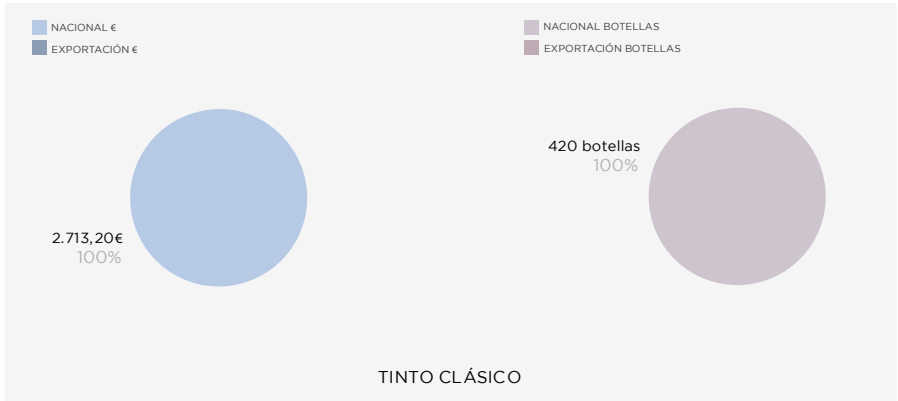 NACIONAL €
EXPORTACIÓN €
NACIONAL BOTELLAS
EXPORTACIÓN BOTELLAS
2.713,20€
100%
420 botellas
100%
TINTO CLÁSICO